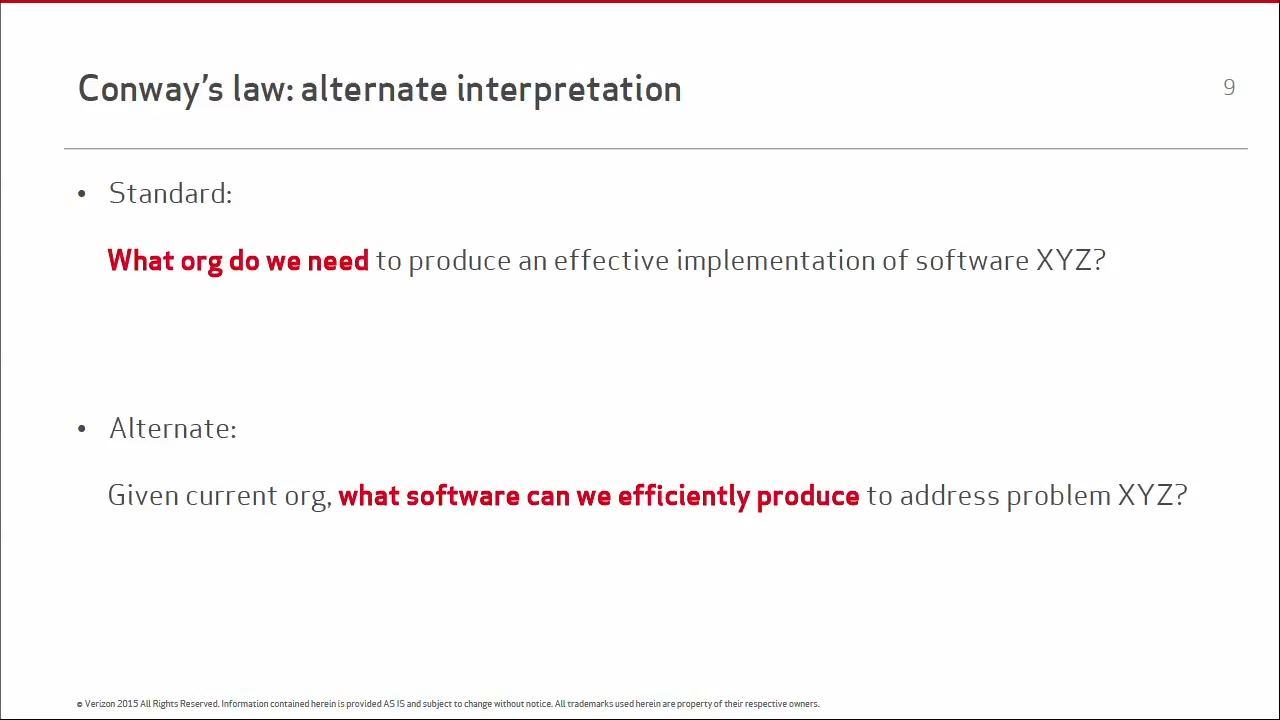 Conway’s law: alternate interpretation
9
• Standard:
What org do we need to produce an effective implementation of software XYZ?
• Alternate:
Given current org, what software can we efficiently produce to address problem XYZ?
© Verizon 2015 All Rights Reserved. Information contained herein is provided AS IS and subject to change without notice. All trademarks used herein are property of their respective owners.